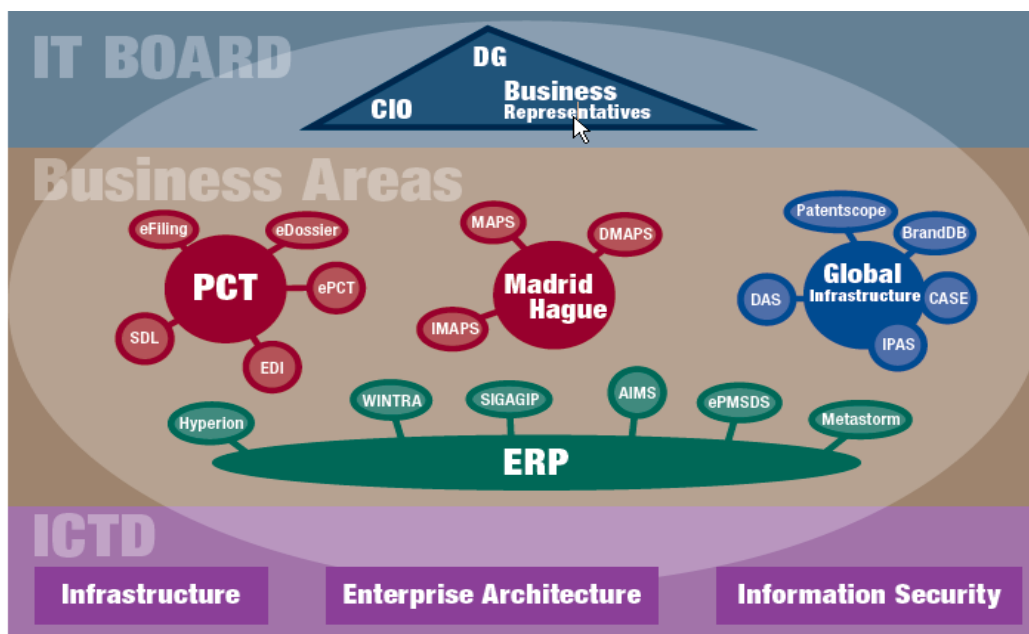 IT BOARD
DG
CIO
Business
Representatives
Business Areas
eFiling
eDossier
PCT
ePCT
SDL
EDI
MAPS
DMAPS
Madrid
Hague
IMAPS
Patentscope
BrandDB
Global
Infrastructure
DAS
CASE
IPAS
Hyperion
WINTRA
SIGAGIP
AIMS
ePMSDS
Metastorm
ERP
ICTD
Infrastructure
Enterprise Architecture
Information Security